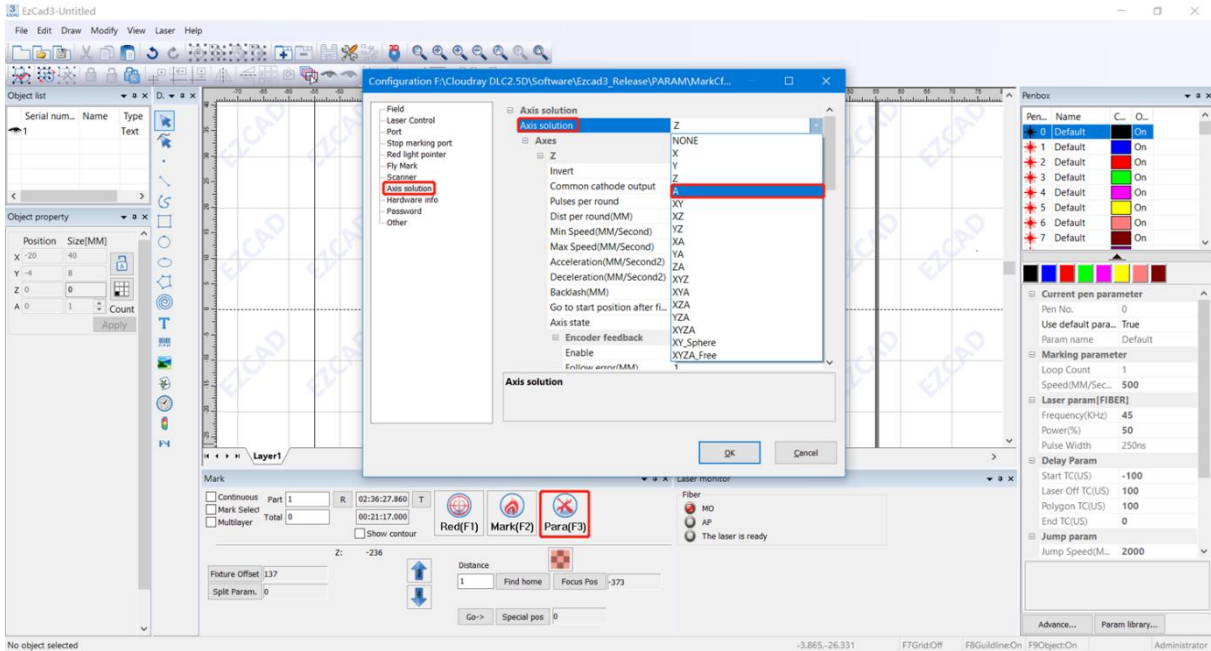 EzCad3-Untitled
File Edit Draw Modify View Laser Help
Object list
Serial num... Name Type
1 Text
Object property
Position Size[MM]
X -20 40
Y -4 8
Z 0 0
A 0 1 Count
Apply
D.
Configuration F:\Cloudray DLC2.5D\Software\Ezcad3_Release\PARAM\MarkCf...
Field
Laser Control
Port
Stop marking port
Red light pointer
Fly Mark
Scanner
Axis solution
Hardware info
Password
Other
Axis solution
Axis solution Z
Axes
Z
Invert
Common cathode output
Pulses per round
Dist per round(MM)
Min Speed(MM/Second)
Max Speed(MM/Second)
Acceleration(MM/Second2)
Deceleration(MM/Second2)
Backlash(MM)
Go to start position after fi...
Axis state
Encoder feedback
Enable
Follow error(MM) 1
NONE
X
Y
Z
A
XY
XZ
YZ
XA
YA
ZA
XYZ
XYA
XZA
YZA
XYZA
XY_Sphere
XYZA_Free
Axis solution
OK Cancel
EZCAD EZCAD EZCAD EZCAD
Layer1
Mark
Continuous Part 1 R 02:36:27.860 T
Mark Select
Multilayer Total 0 00:21:17.000
Show contour
Red(F1) Mark(F2) Para(F3)
Z: -236
Fixture Offset 137
Split Param. 0
Distance
1 Find home Focus Pos -373
Go-> Special pos 0
Laser monitor
Fiber
MO
AP
The laser is ready
Penbox
Pen... Name C... O...
0 Default On
1 Default On
2 Default On
3 Default On
4 Default On
5 Default On
6 Default On
7 Default On
Current pen parameter
Pen No. 0
Use default para... True
Param name Default
Marking parameter
Loop Count 1
Speed(MM/Sec... 500
Laser param[FIBER]
Frequency(KHz) 45
Power(%) 50
Pulse Width 250ns
Delay Param
Start TC(US) -100
Laser Off TC(US) 100
Polygon TC(US) 100
End TC(US) 0
Jump param
Jump Speed(M... 2000
Advance... Param library...
No object selected -3.865,-26.331 F7Grid:Off F8Guildline:On F9Object:On Administrator